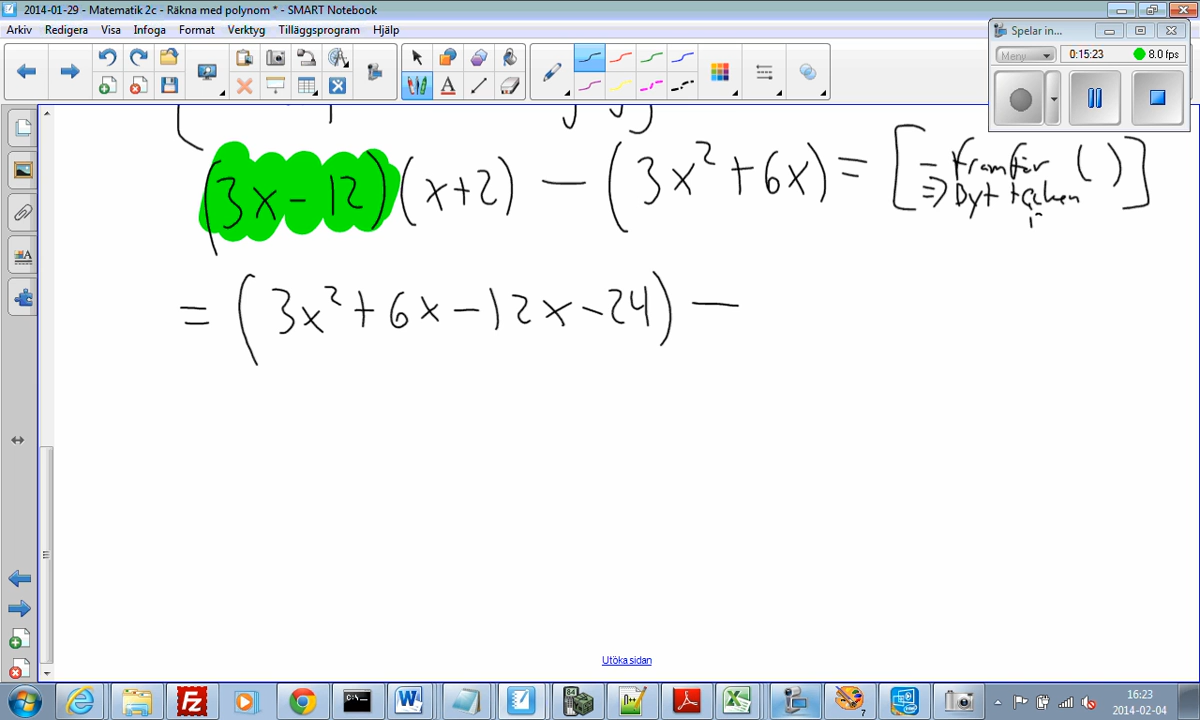 2014-01-29 - Matematik 2c - Räkna med polynom * - SMART Notebook
Arkiv Redigera Visa Infoga Format Verktyg Tilläggsprogram Hjälp
Spelar in...
Meny 0:15:23 8.0 fps
(3x-12)(x+2) - (3x²+6x) = [- framför ( )
=> Byt tecken i]
= (3x²+6x-12x-24) -
Utöka sidan
16:23
2014-02-04